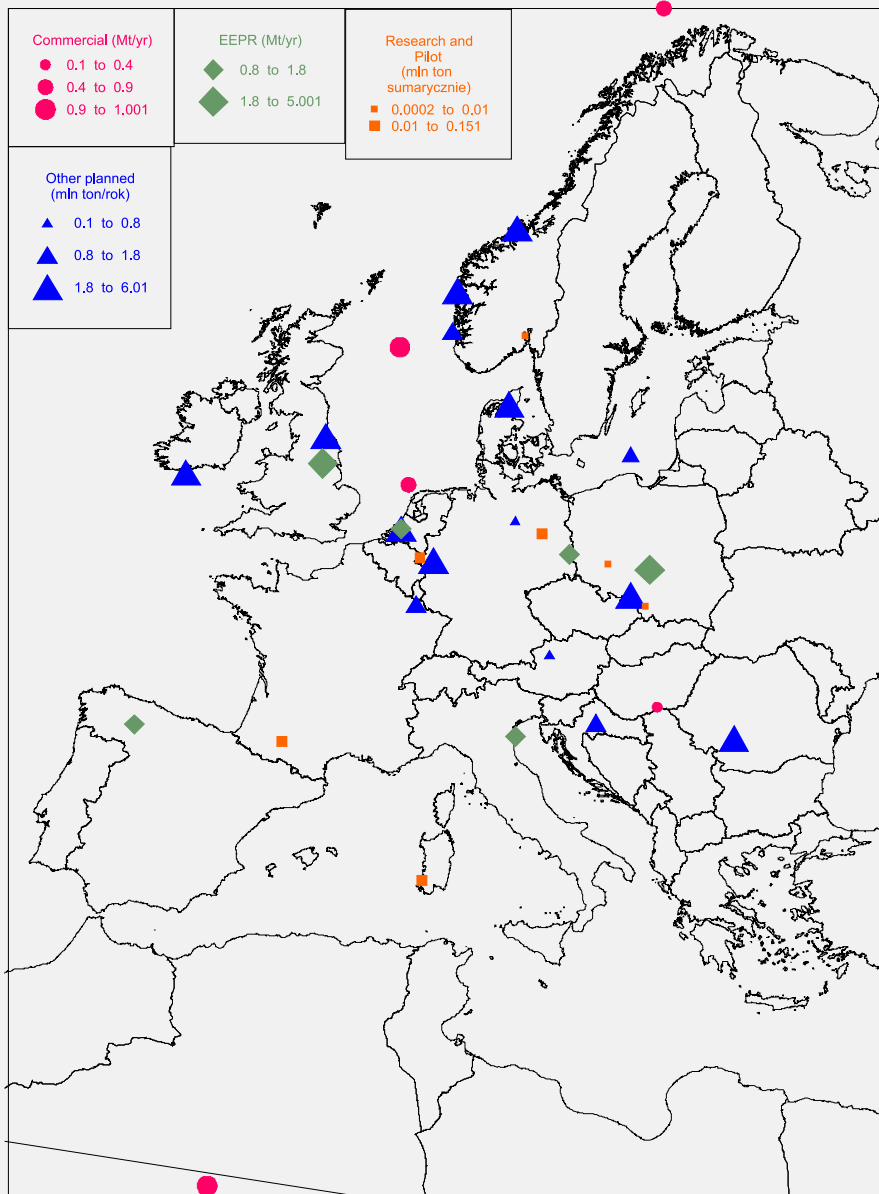 Commercial (Mt/yr)
0.1 to 0.4
0.4 to 0.9
0.9 to 1.001
EEPR (Mt/yr)
0.8 to 1.8
1.8 to 5.001
Research and
Pilot
(mln ton
sumarycznie)
0.0002 to 0.01
0.01 to 0.151
Other planned
(mln ton/rok)
0.1 to 0.8
0.8 to 1.8
1.8 to 6.01